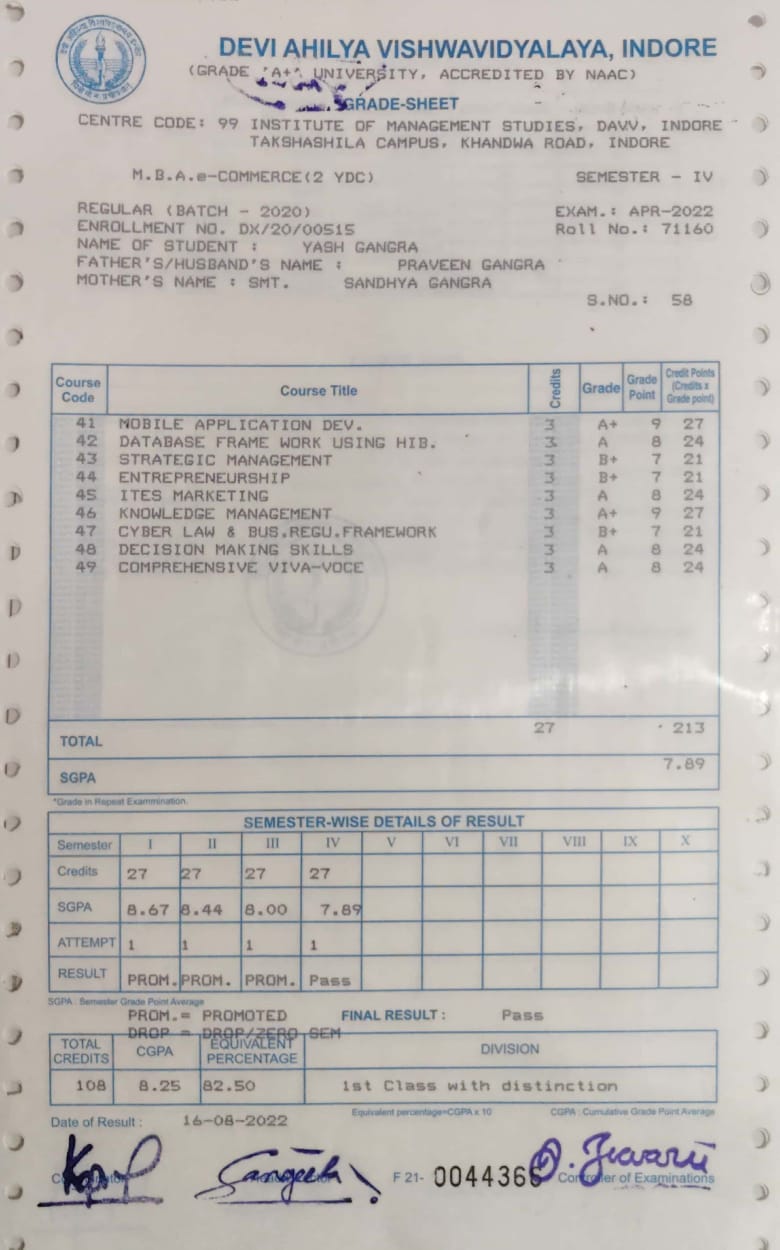 DEVI AHILYA VISHWAVIDYALAYA, INDORE
(GRADE 'A+' UNIVERSITY, ACCREDITED BY NAAC)
GRADE-SHEET
CENTRE CODE: 99 INSTITUTE OF MANAGEMENT STUDIES, DAVV, INDORE
TAKSHASHILA CAMPUS, KHANDWA ROAD, INDORE
M.B.A.e-COMMERCE(2 YDC) SEMESTER - IV
REGULAR (BATCH - 2020) EXAM.: APR-2022
ENROLLMENT NO. DX/20/00515 Roll No.: 71160
NAME OF STUDENT : YASH GANGRA
FATHER'S/HUSBAND'S NAME : PRAVEEN GANGRA
MOTHER'S NAME : SMT. SANDHYA GANGRA
S.NO.: 58
Course Code Course Title Credits Grade Grade Point Credit Points (Credits x Grade point)
41 MOBILE APPLICATION DEV. 3 A+ 9 27
42 DATABASE FRAME WORK USING HIB. 3 A 8 24
43 STRATEGIC MANAGEMENT 3 B+ 7 21
44 ENTREPRENEURSHIP 3 B+ 7 21
45 ITES MARKETING 3 A 8 24
46 KNOWLEDGE MANAGEMENT 3 A+ 9 27
47 CYBER LAW & BUS.REGU.FRAMEWORK 3 B+ 7 21
48 DECISION MAKING SKILLS 3 A 8 24
49 COMPREHENSIVE VIVA-VOCE 3 A 8 24
TOTAL 27 213
SGPA 7.89
*Grade in Repeat Exammination.
SEMESTER-WISE DETAILS OF RESULT
Semester I II III IV V VI VII VIII IX X
Credits 27 27 27 27
SGPA 8.67 8.44 8.00 7.89
ATTEMPT 1 1 1 1
RESULT PROM. PROM. PROM. Pass
SGPA : Semester Grade Point Average
PROM.= PROMOTED FINAL RESULT : Pass
DROP = DROP/ZERO SEM
TOTAL CREDITS CGPA EQUIVALENT PERCENTAGE DIVISION
108 8.25 82.50 1st Class with distinction
Equivalent percentage=CGPA x 10 CGPA : Cumulative Grade Point Average
Date of Result : 16-08-2022
F 21- 0044366 Controller of Examinations